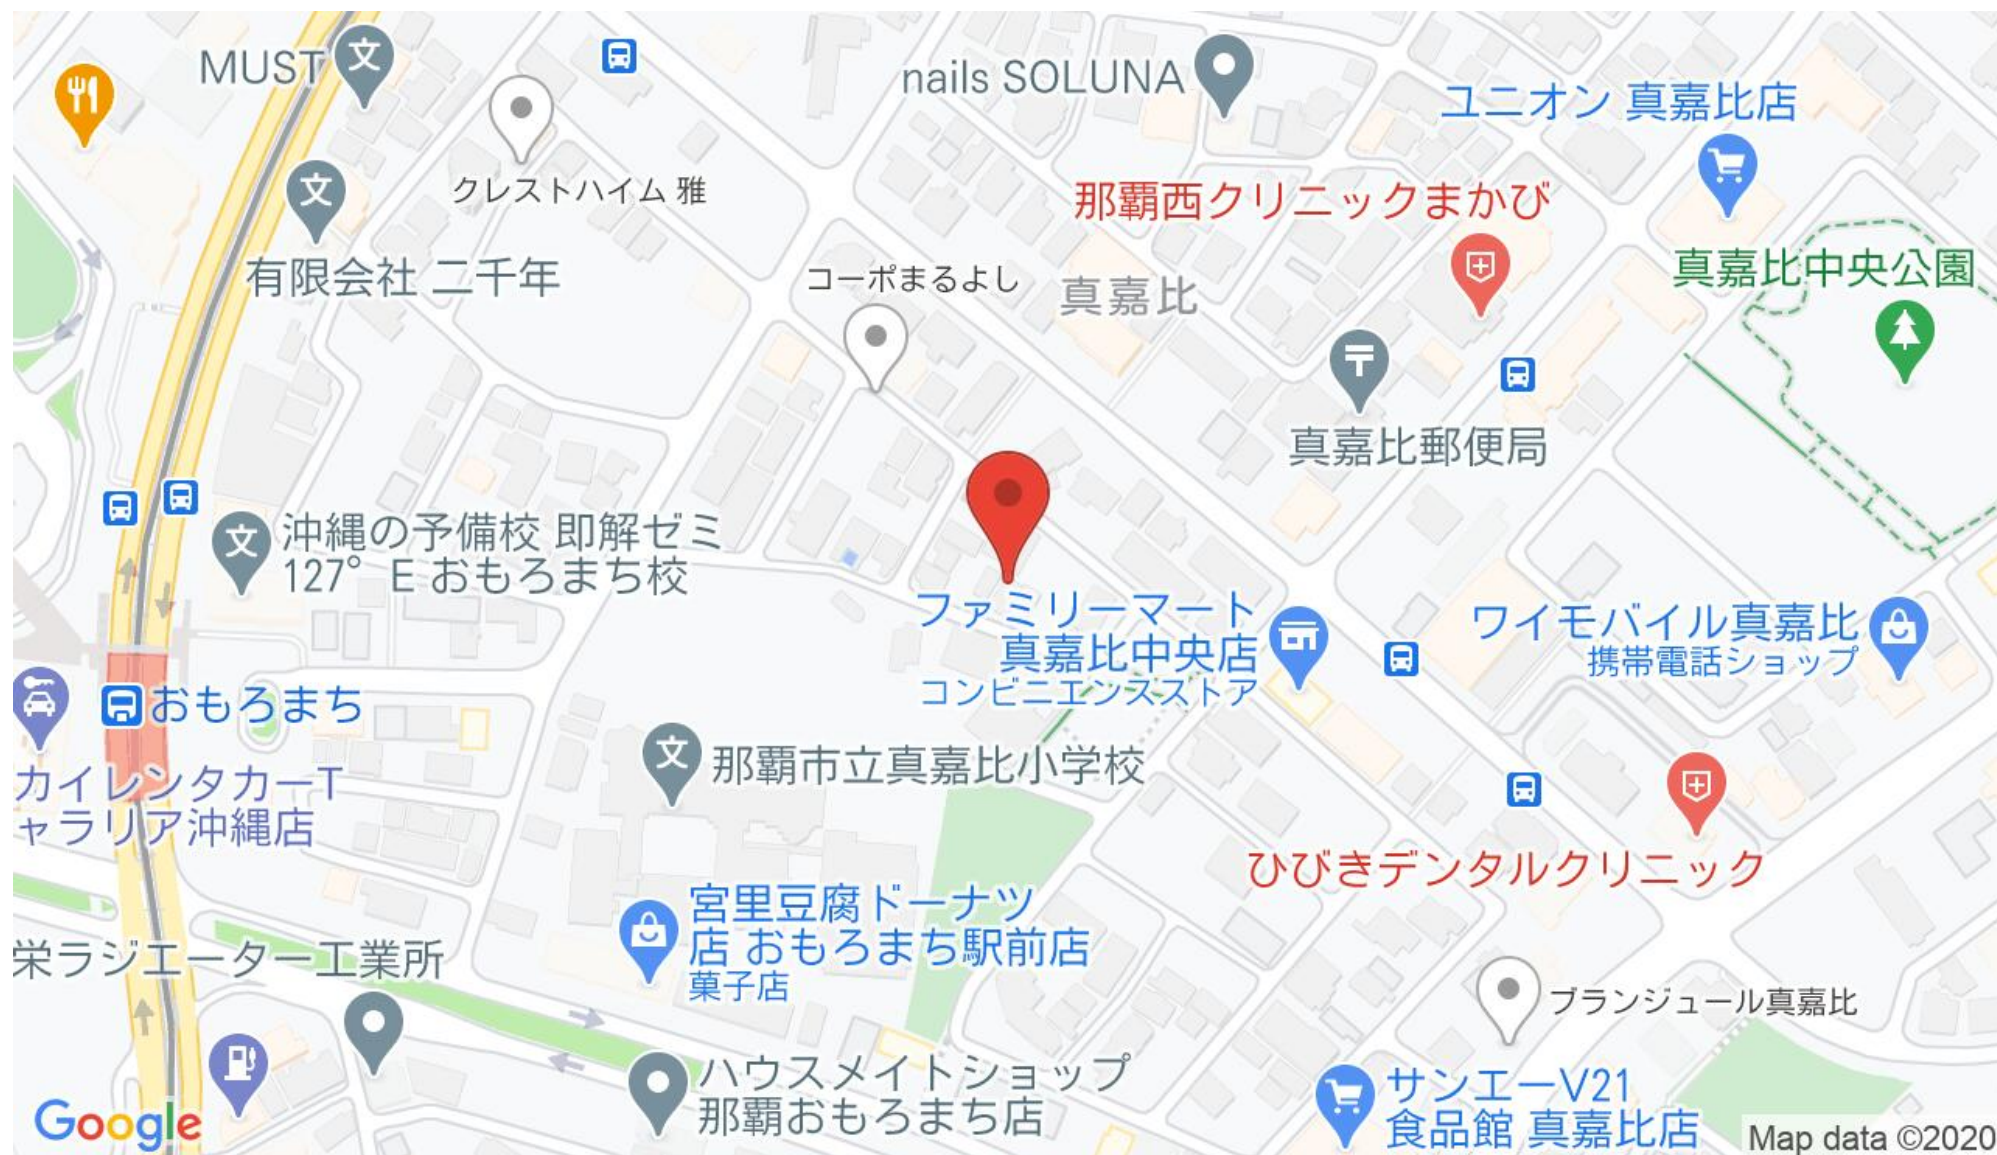 MUST
nails SOLUNA
ユニオン 真嘉比店
クレストハイム 雅
那覇西クリニックまかび
有限会社 二千年
コーポまるよし
真嘉比
真嘉比中央公園
真嘉比郵便局
沖縄の予備校 即解ゼミ
127° E おもろまち校
ファミリーマート
真嘉比中央店
コンビニエンスストア
ワイモバイル真嘉比
携帯電話ショップ
おもろまち
カイレンタカーT
ャラリア沖縄店
那覇市立真嘉比小学校
ひびきデンタルクリニック
宮里豆腐ドーナツ
店 おもろまち駅前店
菓子店
栄ラジエーター工業所
ブランジュール真嘉比
ハウスメイトショップ
那覇おもろまち店
サンエーV21
食品館 真嘉比店
Google
Map data ©2020